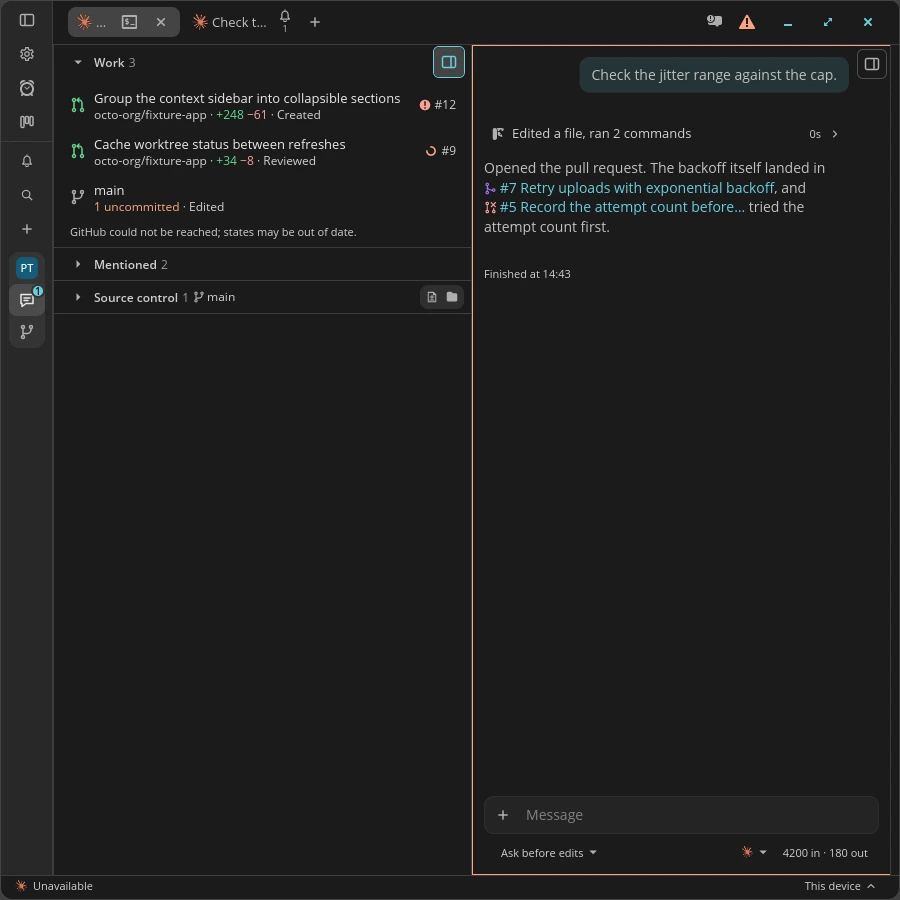 ...
Check t...
1
Work 3
Group the context sidebar into collapsible sections
octo-org/fixture-app · +248 −61 · Created
#12
Cache worktree status between refreshes
octo-org/fixture-app · +34 −8 · Reviewed
#9
main
1 uncommitted · Edited
GitHub could not be reached; states may be out of date.
Mentioned 2
Source control 1 main
PT
1
Check the jitter range against the cap.
Edited a file, ran 2 commands
0s
Opened the pull request. The backoff itself landed in
#7 Retry uploads with exponential backoff, and
#5 Record the attempt count before... tried the
attempt count first.
Finished at 14:43
Message
Ask before edits
4200 in · 180 out
Unavailable
This device